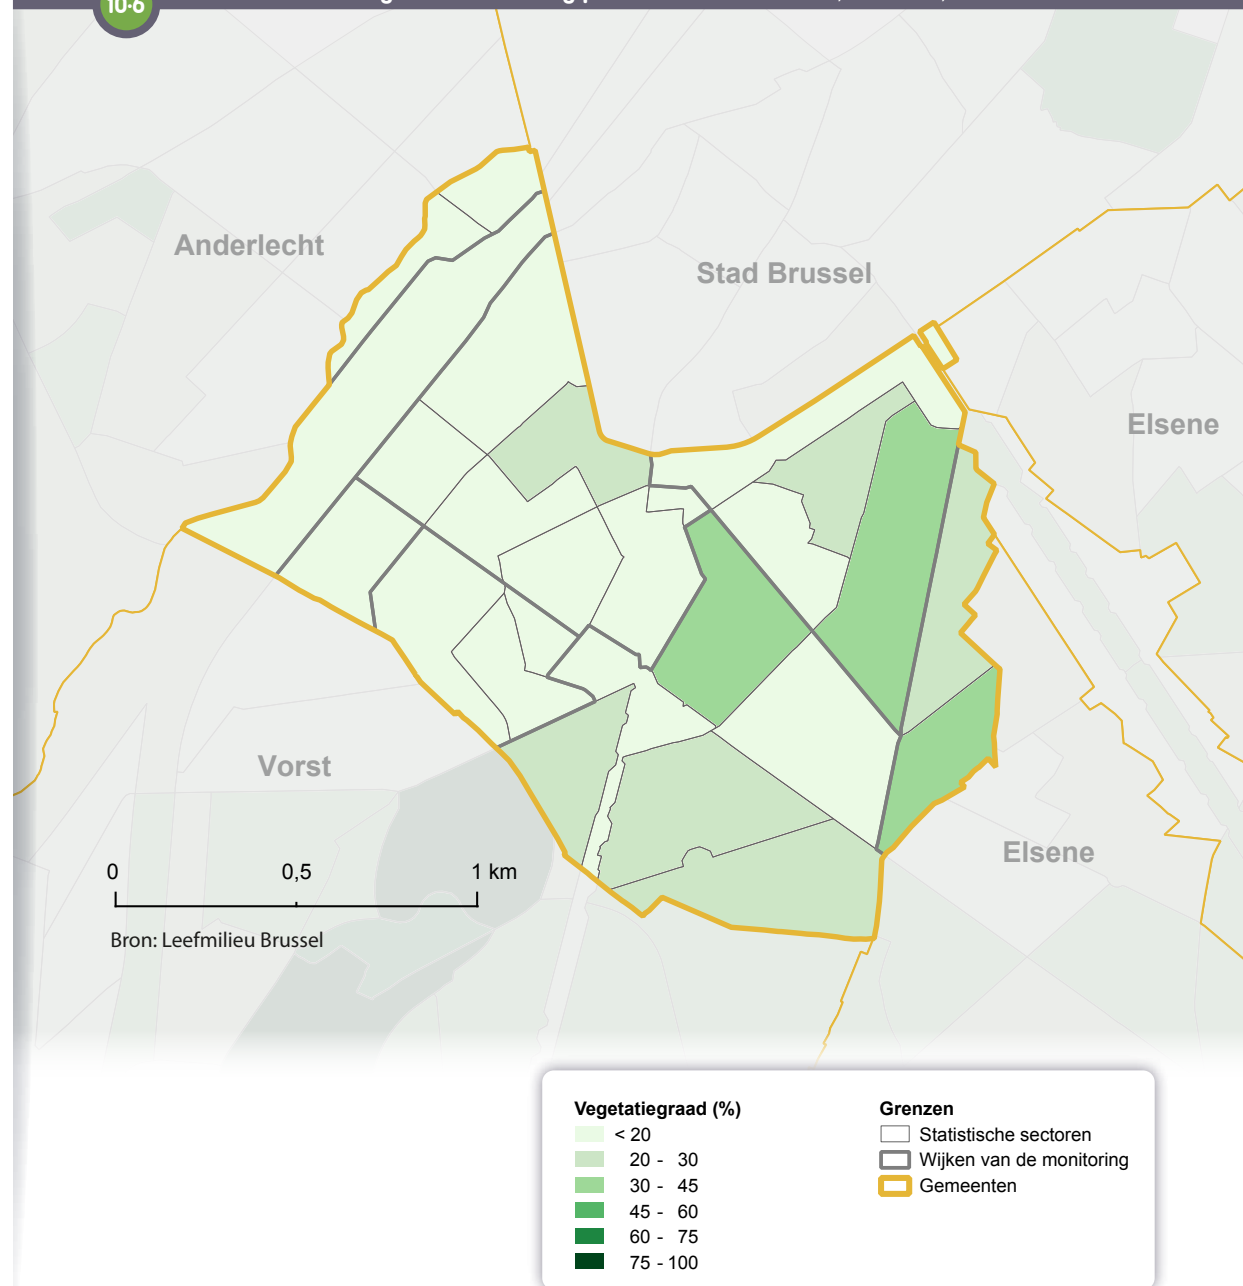 10·6
Anderlecht
Stad Brussel
Elsene
Vorst
Elsene
0 0,5 1 km
Bron: Leefmilieu Brussel
Vegetatiegraad (%)
< 20
20 - 30
30 - 45
45 - 60
60 - 75
75 - 100
Grenzen
Statistische sectoren
Wijken van de monitoring
Gemeenten